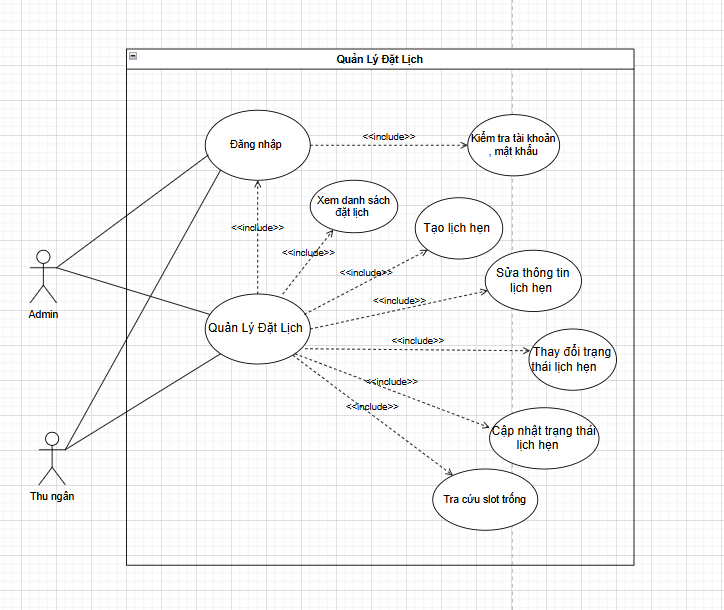 Quản Lý Đặt Lịch
Đăng nhập
<<include>>
Kiểm tra tài khoản
, mật khẩu
Xem danh sách
đặt lịch
<<include>>
Tạo lịch hẹn
<<include>>
<<include>>
Sửa thông tin
lịch hẹn
Admin
Quản Lý Đặt Lịch
<<include>>
<<include>>
Thay đổi trạng
thái lịch hẹn
<<include>>
<<include>>
Cập nhật trạng thái
lịch hẹn
Thu ngân
Tra cứu slot trống